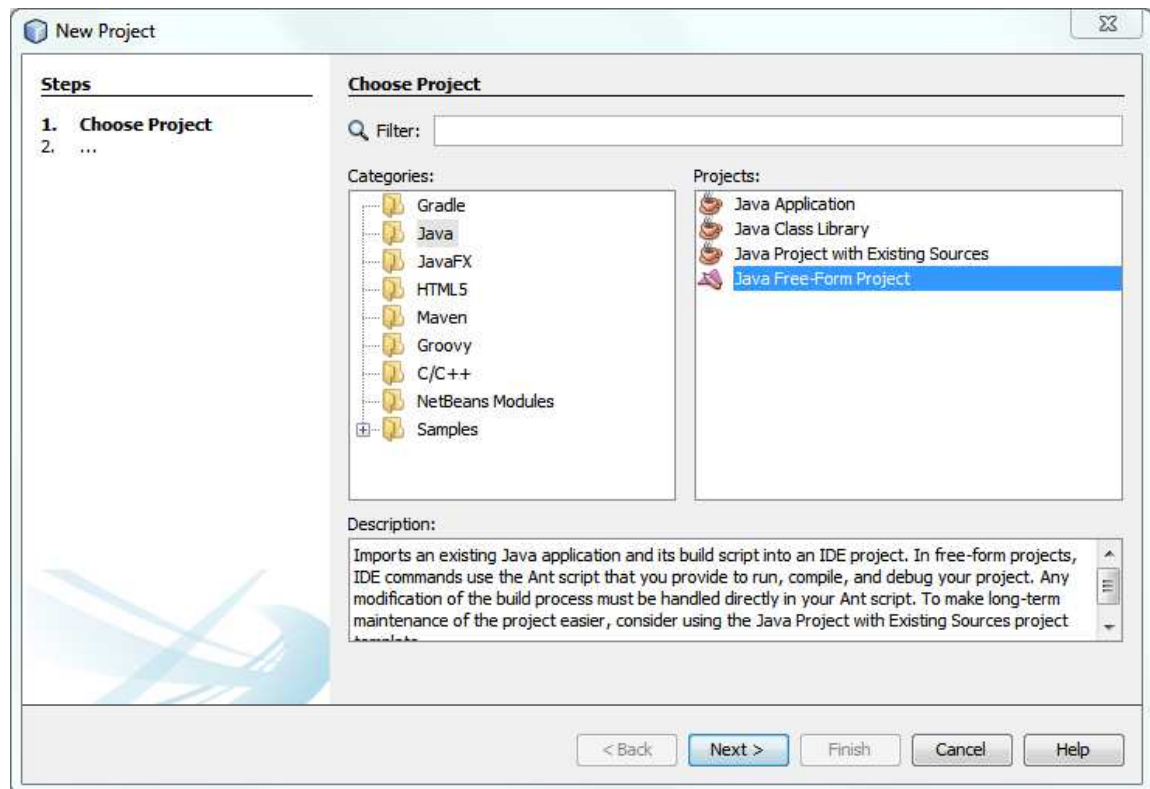 New Project
Steps
1. Choose Project
2. ...
Choose Project
Filter:
Categories:
Gradle
Java
JavaFX
HTML5
Maven
Groovy
C/C++
NetBeans Modules
Samples
Projects:
Java Application
Java Class Library
Java Project with Existing Sources
Java Free-Form Project
Description:
Imports an existing Java application and its build script into an IDE project. In free-form projects,
IDE commands use the Ant script that you provide to run, compile, and debug your project. Any
modification of the build process must be handled directly in your Ant script. To make long-term
maintenance of the project easier, consider using the Java Project with Existing Sources project
< Back
Next >
Finish
Cancel
Help